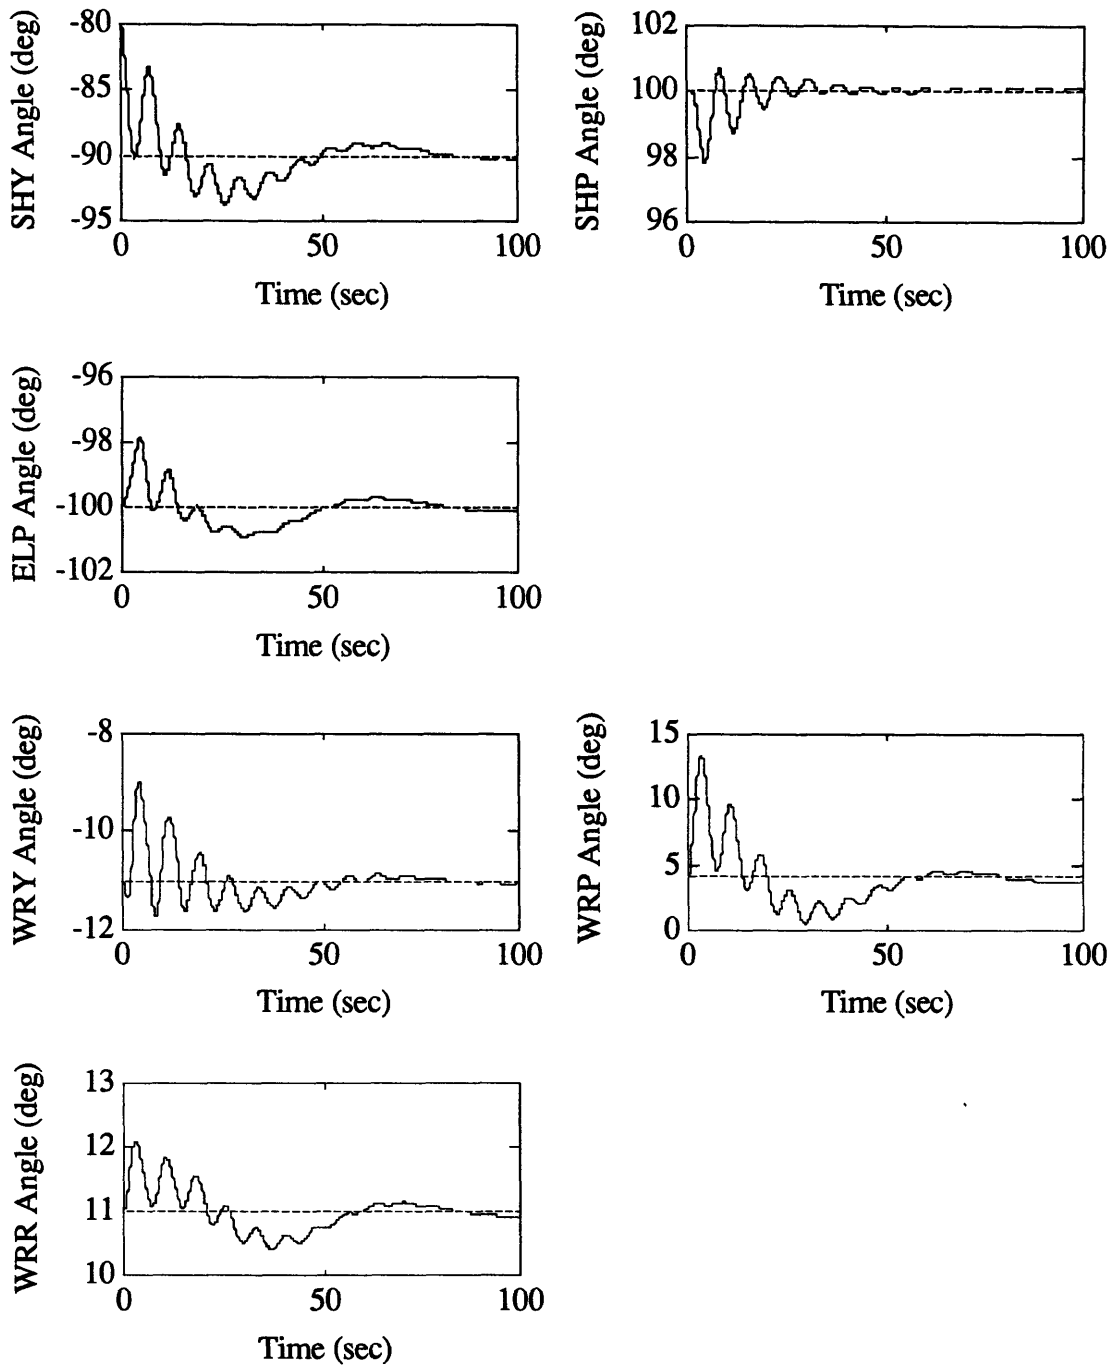 SHY Angle (deg)
-80
-85
-90
-95
0 50 100
Time (sec)
SHP Angle (deg)
102
100
98
96
0 50 100
Time (sec)
ELP Angle (deg)
-96
-98
-100
-102
0 50 100
Time (sec)
WRY Angle (deg)
-8
-10
-12
0 50 100
Time (sec)
WRP Angle (deg)
15
10
5
0
0 50 100
Time (sec)
WRR Angle (deg)
13
12
11
10
0 50 100
Time (sec)